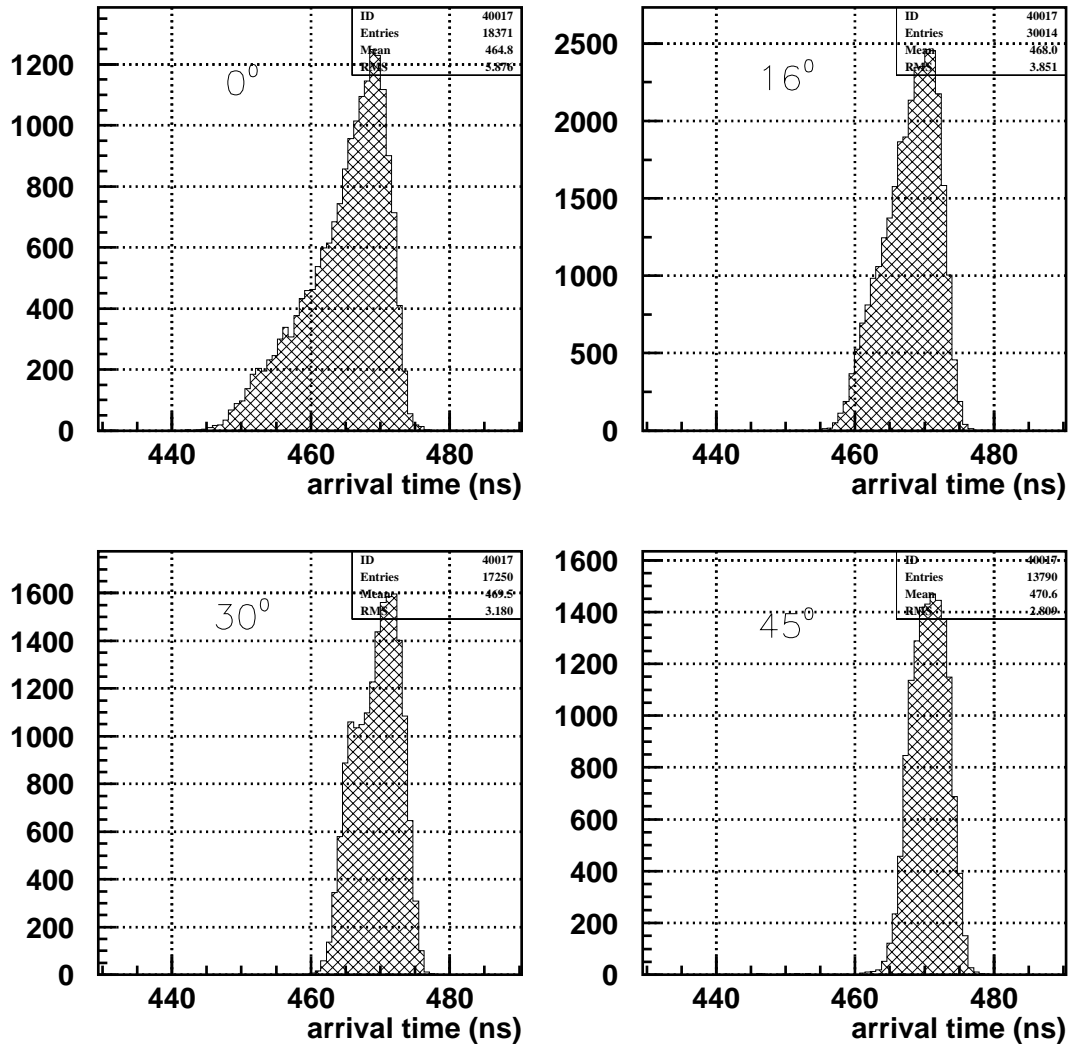 ID 40017
Entries 18371
Mean 464.8
RMS 5.876
0⁰
1200
1000
800
600
400
200
0
440 460 480
arrival time (ns)
ID 40017
Entries 30014
Mean 468.0
RMS 3.851
16⁰
2500
2000
1500
1000
500
0
440 460 480
arrival time (ns)
ID 40017
Entries 17250
Mean 469.5
RMS 3.180
30⁰
1600
1400
1200
1000
800
600
400
200
0
440 460 480
arrival time (ns)
ID 40017
Entries 13790
Mean 470.6
RMS 2.809
45⁰
1600
1400
1200
1000
800
600
400
200
0
440 460 480
arrival time (ns)